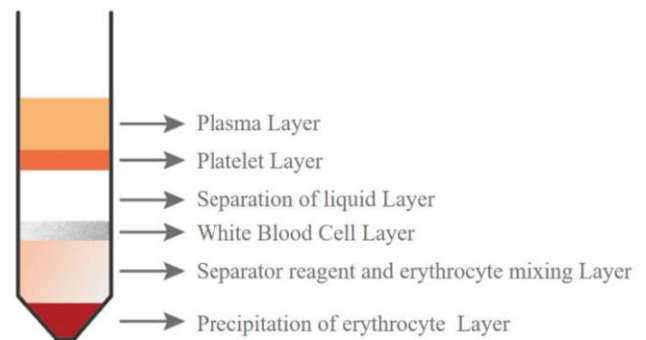 Plasma Layer
Platelet Layer
Separation of liquid Layer
White Blood Cell Layer
Separator reagent and erythrocyte mixing Layer
Precipitation of erythrocyte Layer